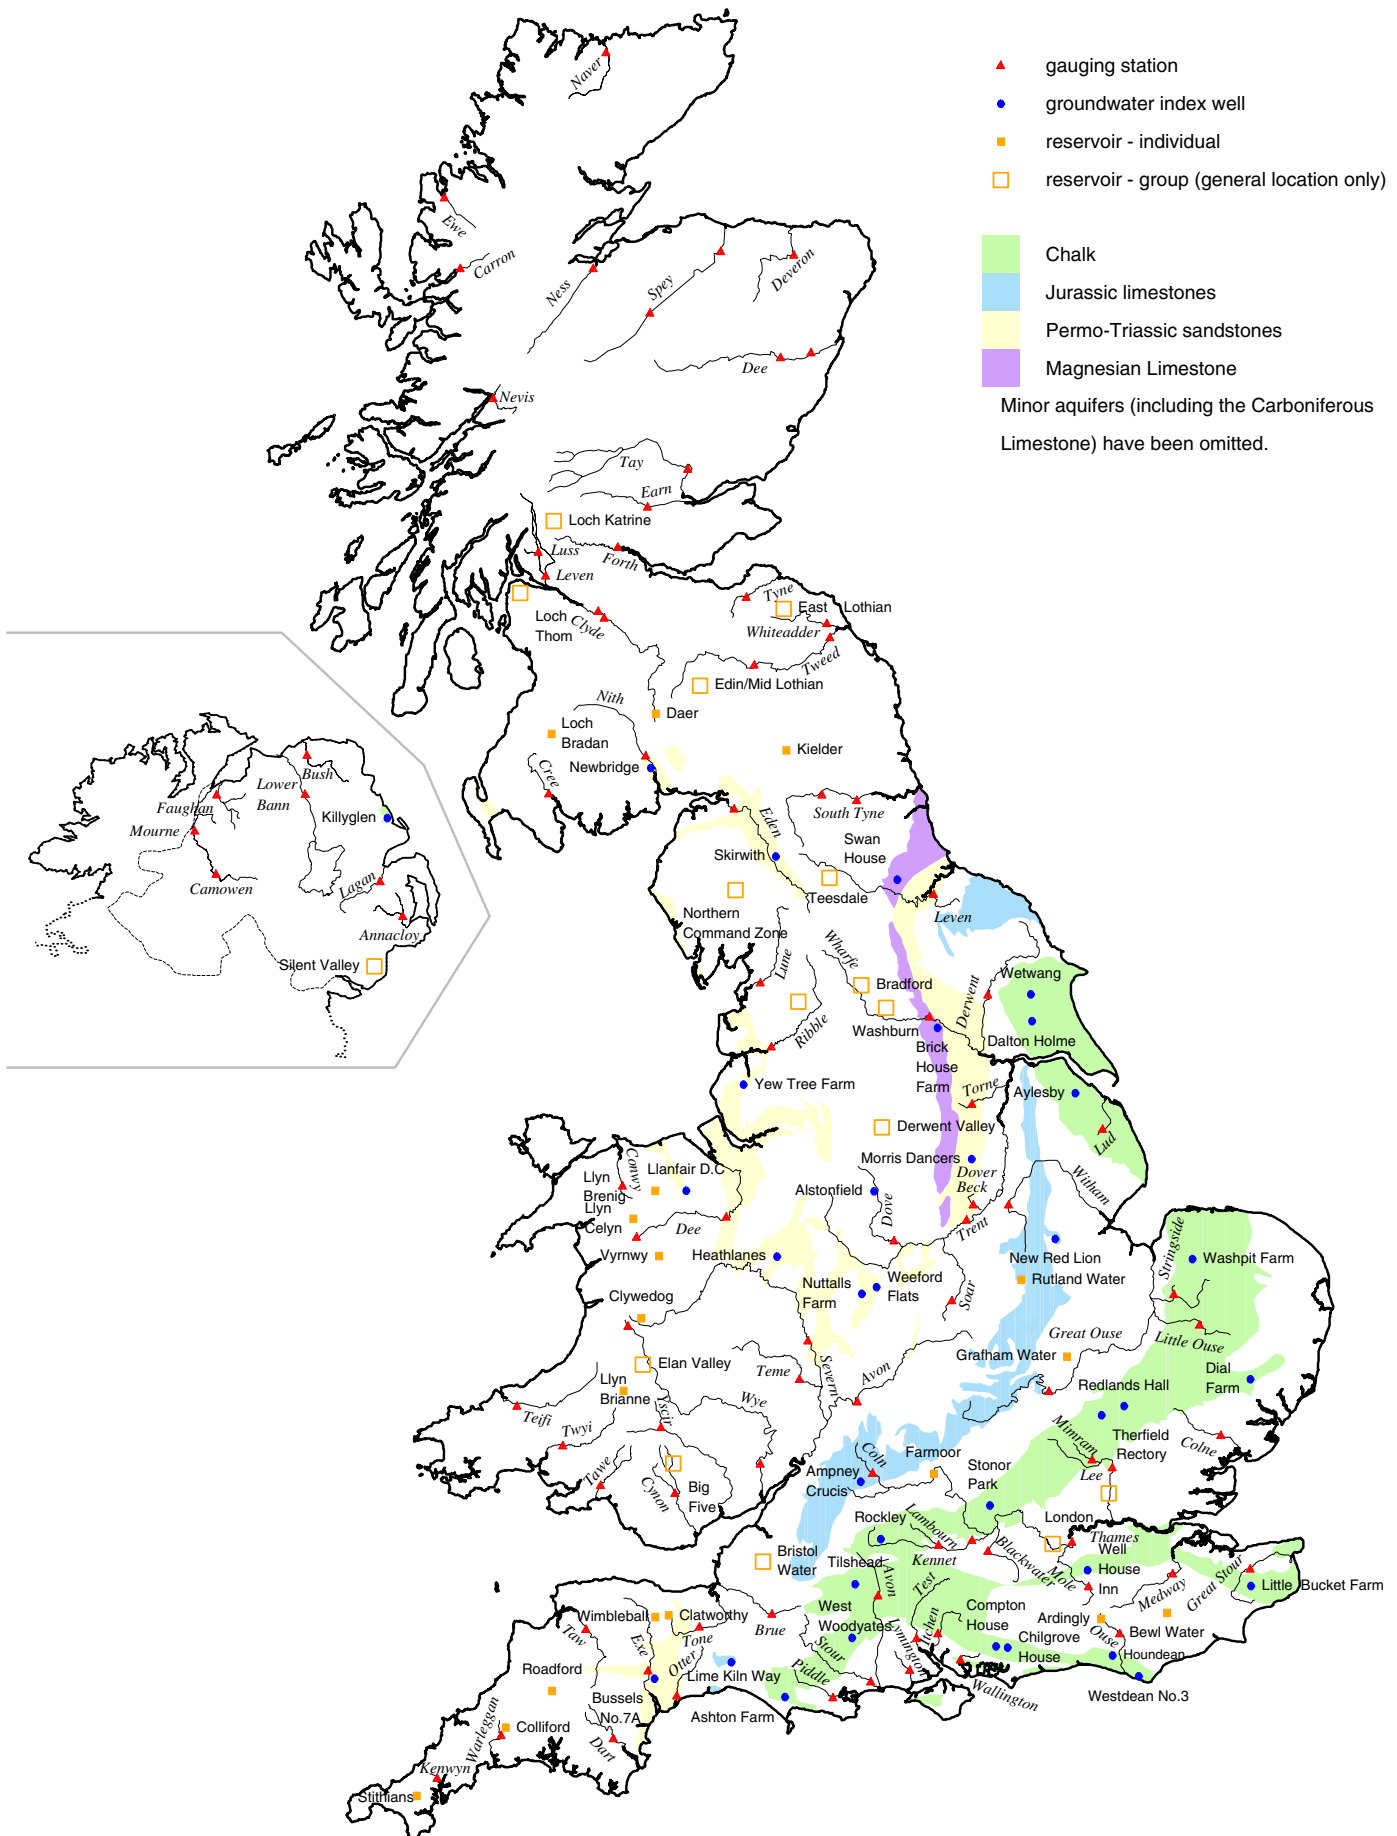 gauging station
groundwater index well
reservoir - individual
reservoir - group (general location only)
Chalk
Jurassic limestones
Permo-Triassic sandstones
Magnesian Limestone
Minor aquifers (including the Carboniferous
Limestone) have been omitted.
Naver
Ewe
Carron
Ness
Spey
Deveron
Dee
Nevis
Tay
Earn
Loch Katrine
Luss
Forth
Leven
Loch
Thom
Clyde
Tyne
East Lothian
Whiteadder
Tweed
Edin/Mid Lothian
Nith
Daer
Loch
Bradan
Kielder
Newbridge
Cree
Bush
Lower
Bann
Faughan
Mourne
Killyglen
Camowen
Lagan
Annacloy
Silent Valley
Eden
South Tyne
Swan
House
Skirwith
Teesdale
Leven
Northern
Command Zone
Lune
Wharfe
Bradford
Derwent
Wetwang
Ribble
Washburn
Brick
House
Farm
Dalton Holme
Yew Tree Farm
Torne
Aylesby
Lud
Derwent Valley
Morris Dancers
Dover
Beck
Witham
Conwy
Llanfair D.C
Llyn
Brenig
Llyn
Celyn
Dee
Alstonfield
Dove
Trent
Vyrnwy
Heathlanes
New Red Lion
Stringside
Washpit Farm
Nuttalls
Farm
Weeford
Flats
Soar
Rutland Water
Clywedog
Great Ouse
Little Ouse
Elan Valley
Teme
Severn
Avon
Grafham Water
Dial
Farm
Llyn
Brianne
Yscir
Wye
Redlands Hall
Teifi
Twyi
Mimram
Therfield
Rectory
Colne
Tawe
Cynon
Big
Five
Coln
Ampney
Crucis
Farmoor
Stonor
Park
Lee
London
Rockley
Lambourn
Kennet
Blackwater
Thames
Well
House
Inn
Mole
Bristol
Water
Tilshead
Avon
Test
Medway
Great Stour
Little Bucket Farm
Wimbleball
Clatworthy
Taw
Exe
Tone
Brue
West
Woodyates
Itchen
Compton
House
Chilgrove
House
Ardingly
Ouse
Bewl Water
Houndean
Otter
Stour
Lymington
Roadford
Lime Kiln Way
Piddle
Wallington
Westdean No.3
Bussels
No.7A
Ashton Farm
Warleggan
Colliford
Dart
Kenwyn
Stithians